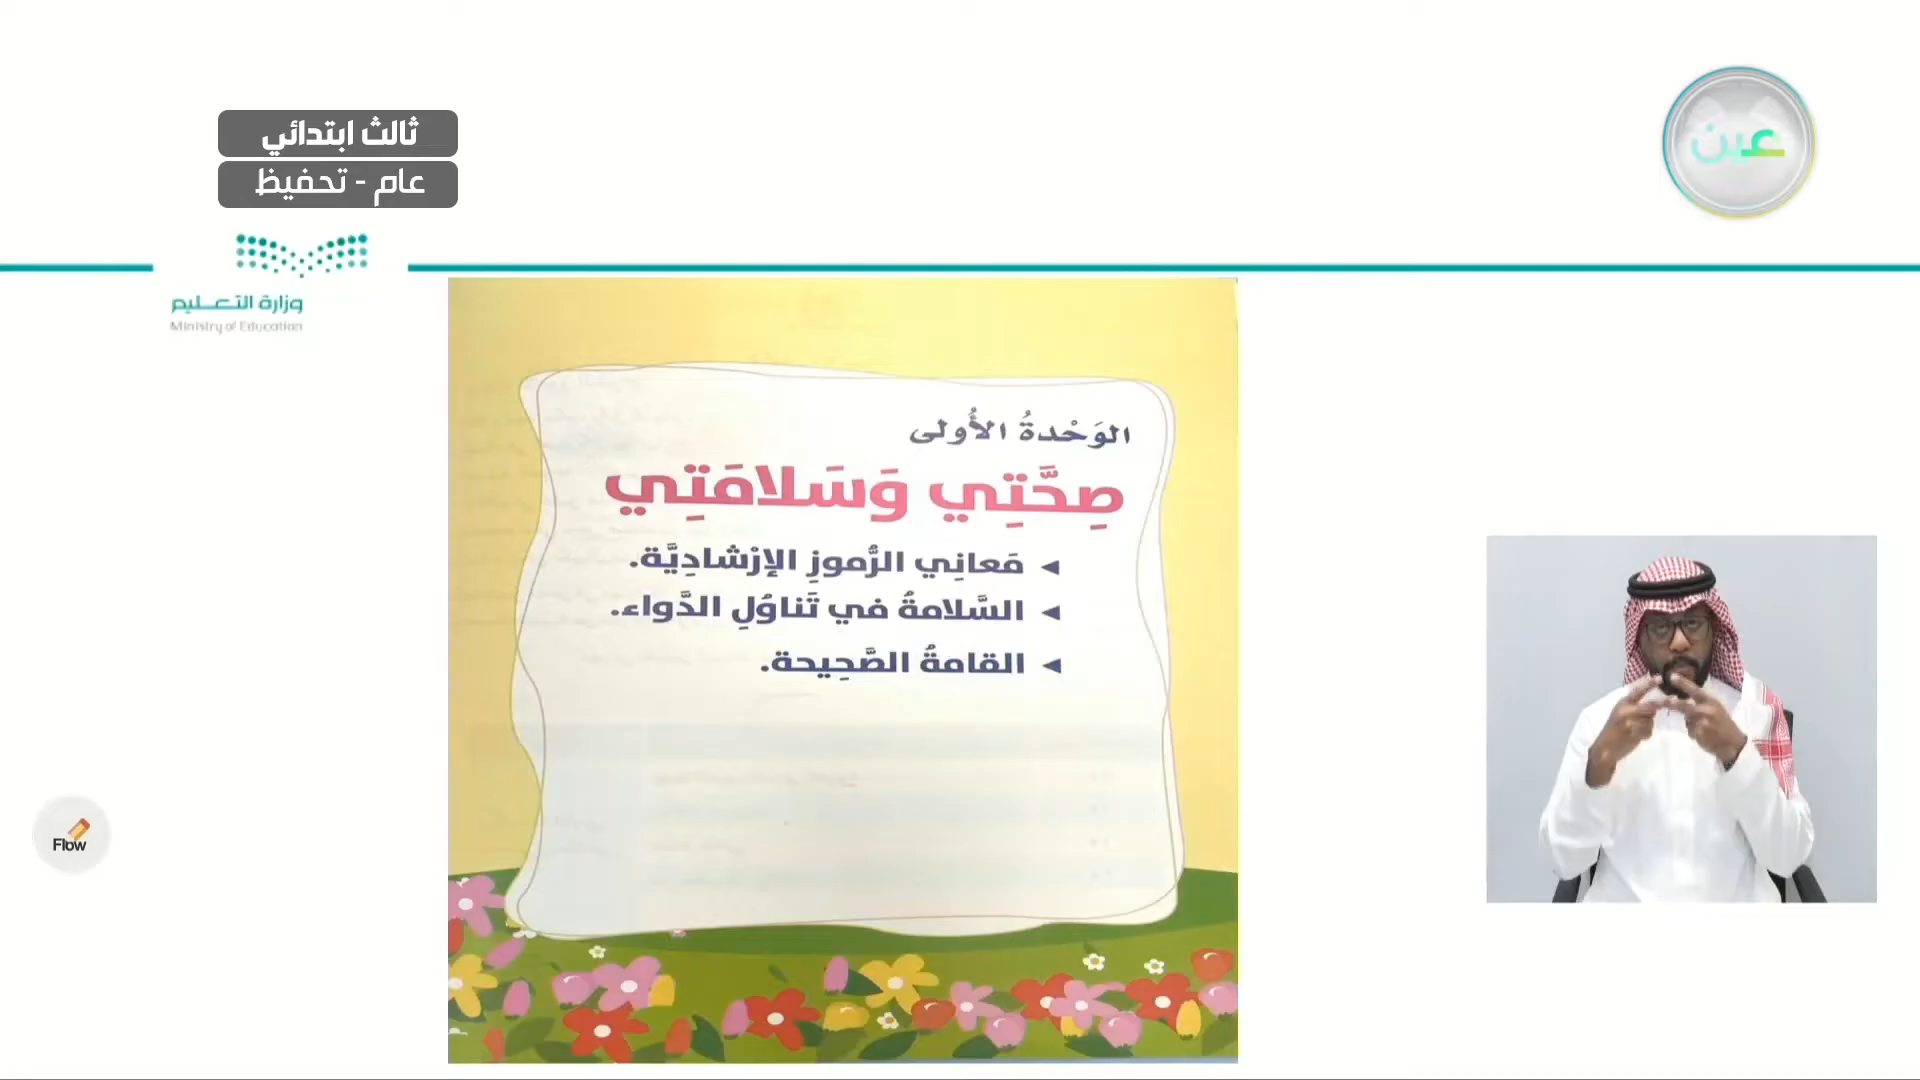 ثالث ابتدائي
عام - تحفيظ
عين
وزارة التعـــليم
Ministry of Education
الوَحْدةُ الأُولى
صِحَّتِي وَسَلامَتِي
◄ مَعانِي الرُّموزِ الإرْشادِيَّة.
◄ السَّلامةُ في تَناوُلِ الدَّواء.
◄ القامةُ الصَّحِيحة.
Flow